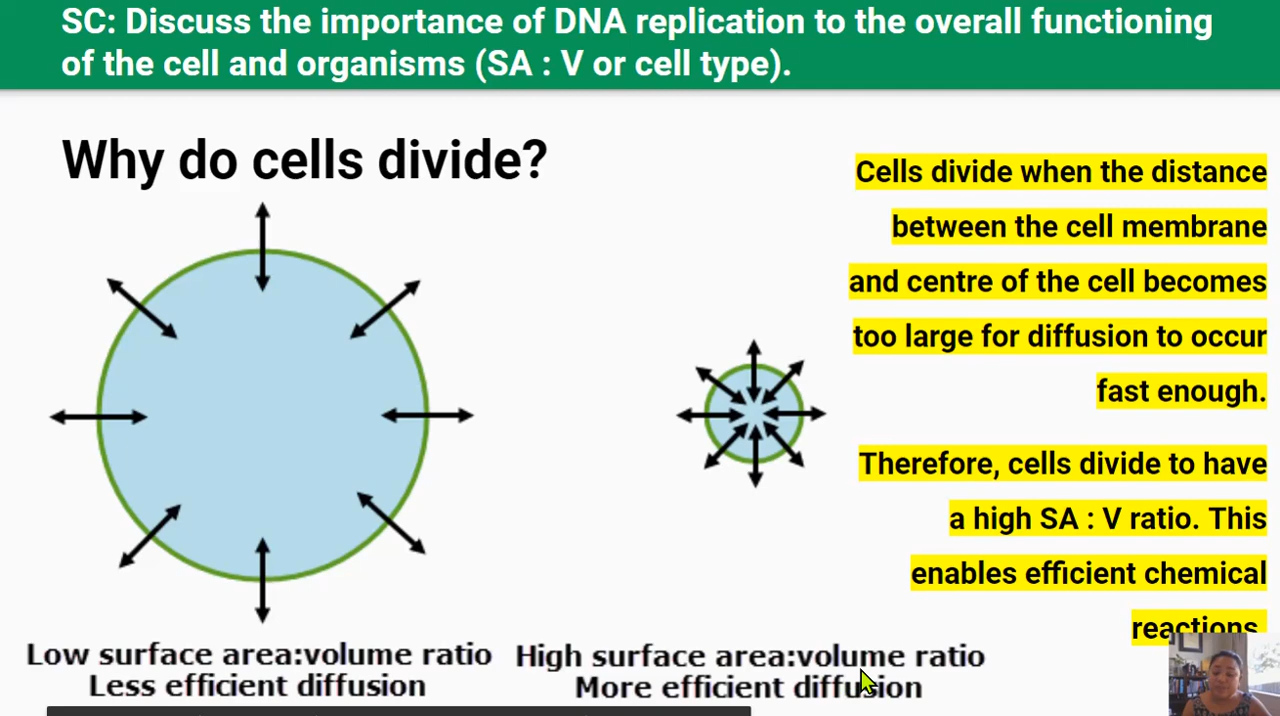 SC: Discuss the importance of DNA replication to the overall functioning
of the cell and organisms (SA : V or cell type).
Why do cells divide?
Cells divide when the distance
between the cell membrane
and centre of the cell becomes
too large for diffusion to occur
fast enough.
Therefore, cells divide to have
a high SA : V ratio. This
enables efficient chemical
reactions.
Low surface area:volume ratio
Less efficient diffusion
High surface area:volume ratio
More efficient diffusion